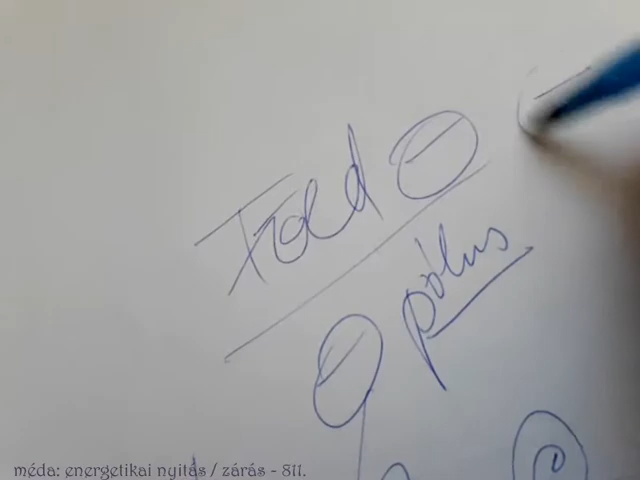 Föld ⊖
⊖ pólus
méda: energetikai nyitás / zárás - 811.